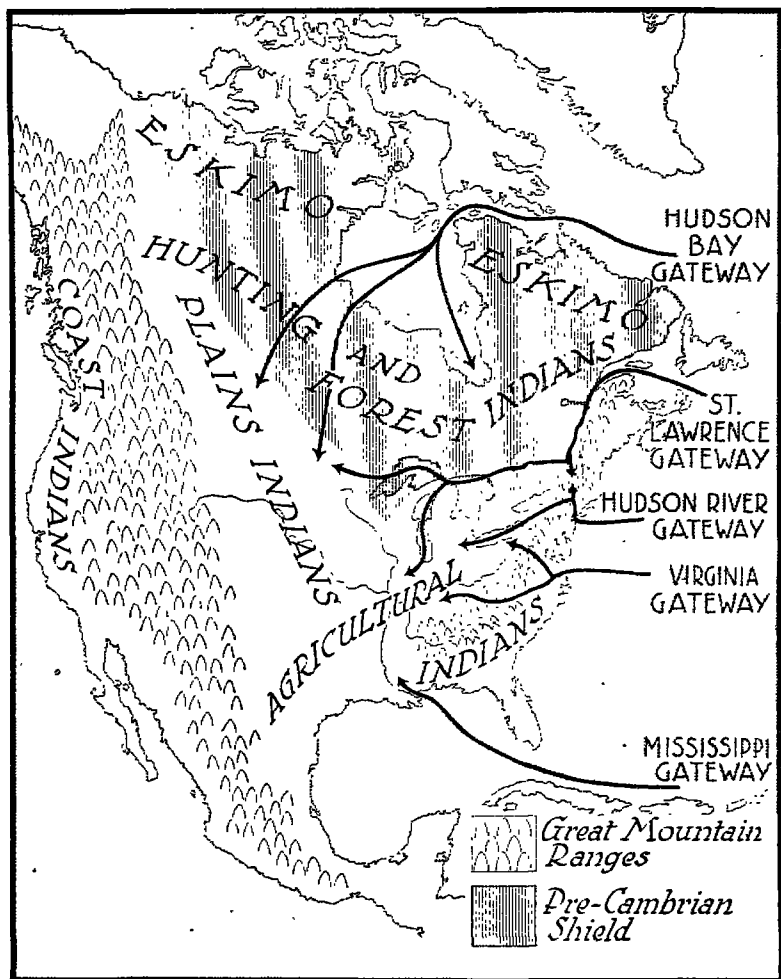 ESKIMO
HUDSON
BAY
GATEWAY
ESKIMO
HUNTING
AND
FOREST INDIANS
PLAINS INDIANS
COAST INDIANS
ST.
LAWRENCE
GATEWAY
HUDSON RIVER
GATEWAY
VIRGINIA
GATEWAY
AGRICULTURAL
INDIANS
MISSISSIPPI
GATEWAY
Great Mountain
Ranges
Pre-Cambrian
Shield